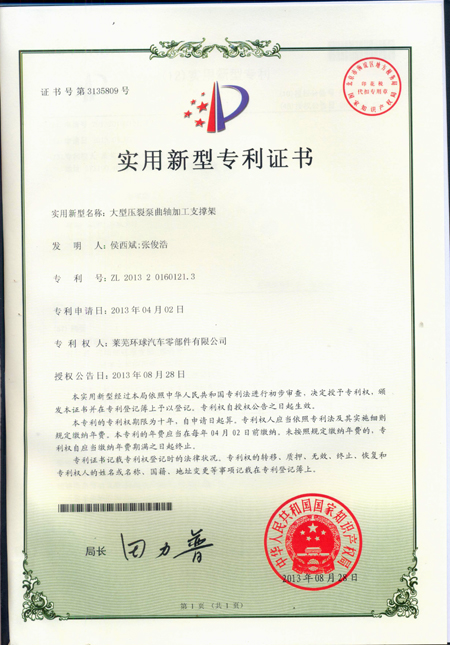 证书号第3135809号
印花税
代扣专用章
国家知识产权局
实用新型专利证书
实用新型名称：大型压裂泵曲轴加工支撑架
发明人：侯西斌;张俊浩
专利号：ZL 2013 2 0160121.3
专利申请日：2013年04月02日
专利权人：莱芜环球汽车零部件有限公司
授权公告日：2013年08月28日
本实用新型经过本局依照中华人民共和国专利法进行初步审查，决定授予专利权，颁
发本证书并在专利登记簿上予以登记。专利权自授权公告之日起生效。
本专利的专利权期限为十年，自申请日起算。专利权人应当依照专利法及其实施细则
规定缴纳年费。本专利的年费应当在每年04月02日前缴纳。未按照规定缴纳年费的，专
利权自应当缴纳年费期满之日起终止。
专利证书记载专利权登记时的法律状况。专利权的转移、质押、无效、终止、恢复和
专利权人的姓名或名称、国籍、地址变更等事项记载在专利登记簿上。
局长
田力普
中华人民共和国国家知识产权局
2013年08月28日
第1页（共1页）